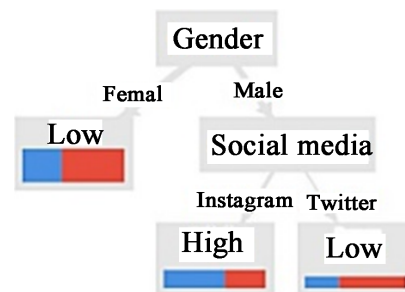 Gender
Femal Male
Low
Social media
Instagram Twitter
High Low